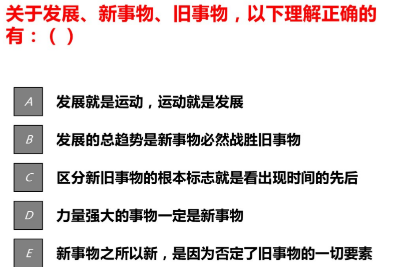 关于发展、新事物、旧事物，以下理解正确的
有：（ ）
A 发展就是运动，运动就是发展
B 发展的总趋势是新事物必然战胜旧事物
C 区分新旧事物的根本标志就是看出现时间的先后
D 力量强大的事物一定是新事物
E 新事物之所以新，是因为否定了旧事物的一切要素